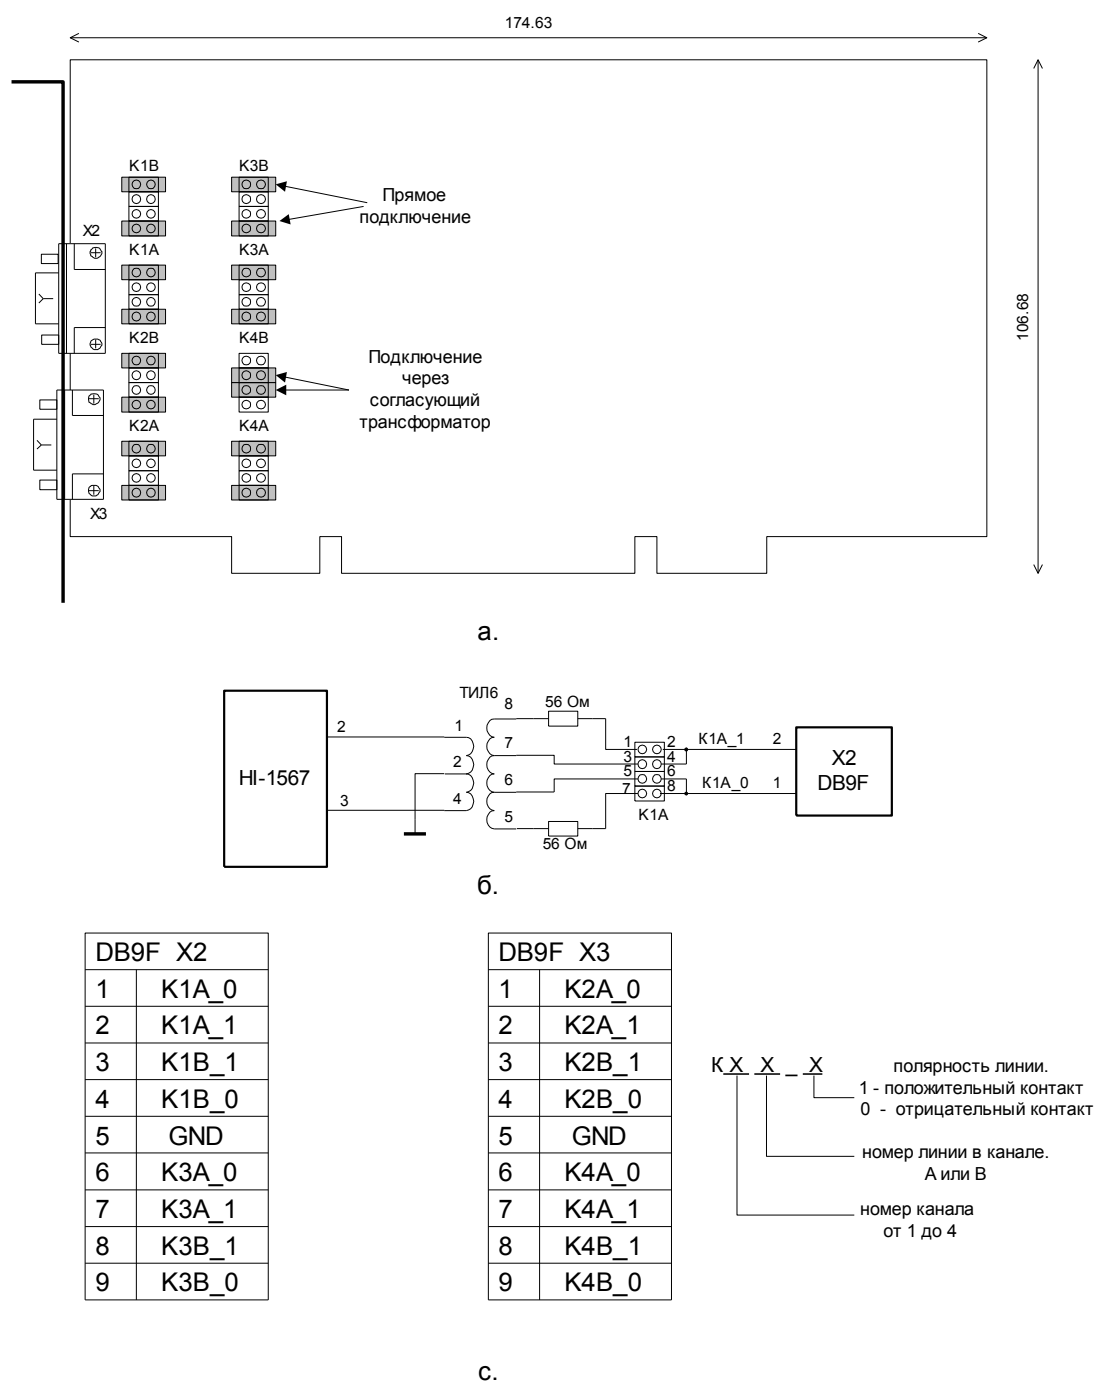 174.63
106.68
K1B
K3B
Прямое
подключение
X2
K1A
K3A
K2B
K4B
Подключение
через
согласующий
трансформатор
K2A
K4A
X3
Y
Y
а.
ТИЛ6
HI-1567
2
3
1
2
4
8
7
6
5
56 Ом
56 Ом
1
2
3
4
5
6
7
8
K1A
K1A_1
K1A_0
2
1
X2
DB9F
б.
DB9F X2
1 K1A_0
2 K1A_1
3 K1B_1
4 K1B_0
5 GND
6 K3A_0
7 K3A_1
8 K3B_1
9 K3B_0
DB9F X3
1 K2A_0
2 K2A_1
3 K2B_1
4 K2B_0
5 GND
6 K4A_0
7 K4A_1
8 K4B_1
9 K4B_0
К X X _ X
полярность линии.
1 - положительный контакт
0 - отрицательный контакт
номер линии в канале.
А или В
номер канала
от 1 до 4
с.